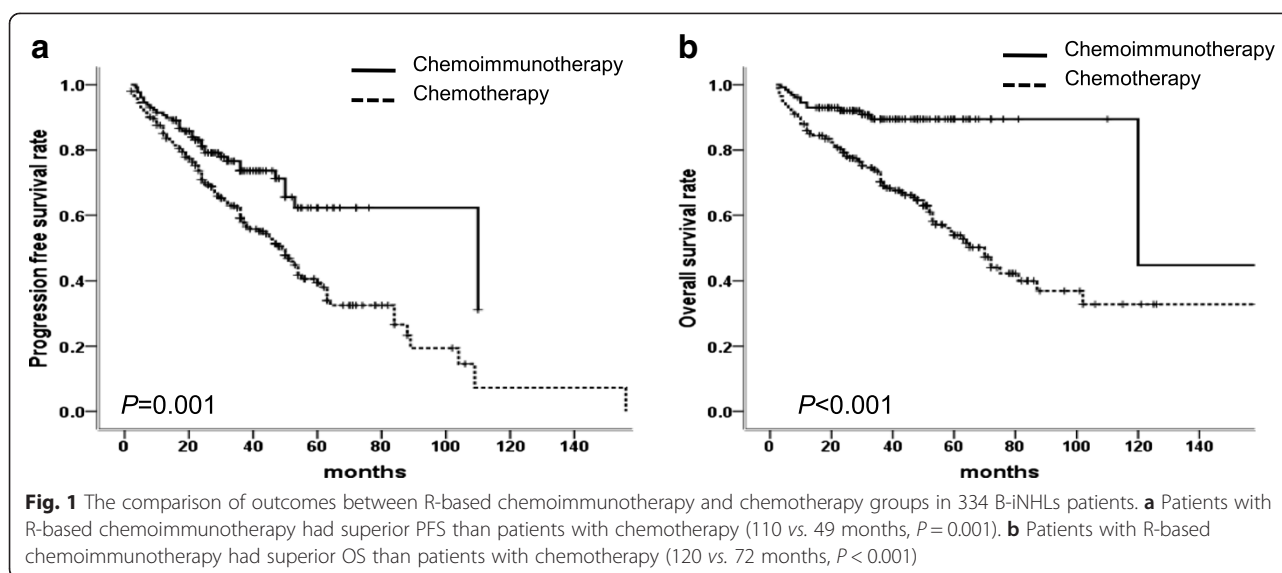 a
Chemoimmunotherapy
Chemotherapy
Progression free survival rate
1.0
0.8
0.6
0.4
0.2
0.0
P=0.001
0 20 40 60 80 100 120 140
months
b
Chemoimmunotherapy
Chemotherapy
Overall survival rate
1.0
0.8
0.6
0.4
0.2
0.0
P<0.001
0 20 40 60 80 100 120 140
months
Fig. 1 The comparison of outcomes between R-based chemoimmunotherapy and chemotherapy groups in 334 B-iNHLs patients. a Patients with
R-based chemoimmunotherapy had superior PFS than patients with chemotherapy (110 vs. 49 months, P = 0.001). b Patients with R-based
chemoimmunotherapy had superior OS than patients with chemotherapy (120 vs. 72 months, P < 0.001)